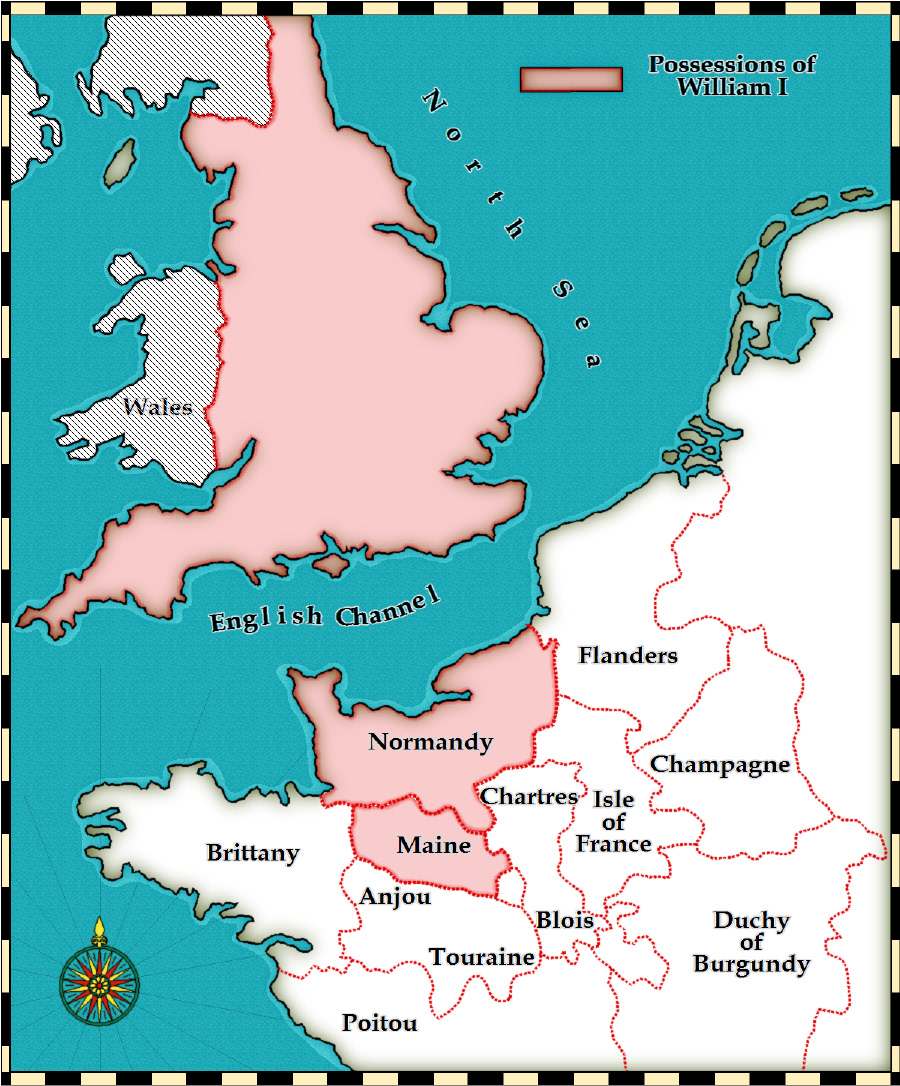 Possessions of
William I
North Sea
Wales
English Channel
Flanders
Normandy
Champagne
Chartres
Isle
of
France
Maine
Brittany
Anjou
Blois
Duchy
of
Burgundy
Touraine
Poitou